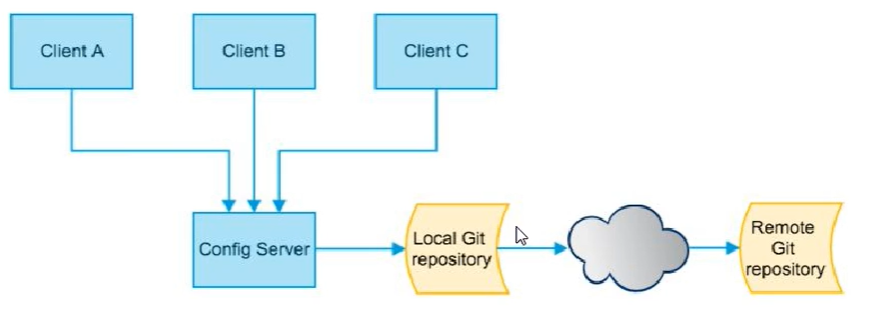 Client A
Client B
Client C
Config Server
Local Git
repository
Remote
Git
repository